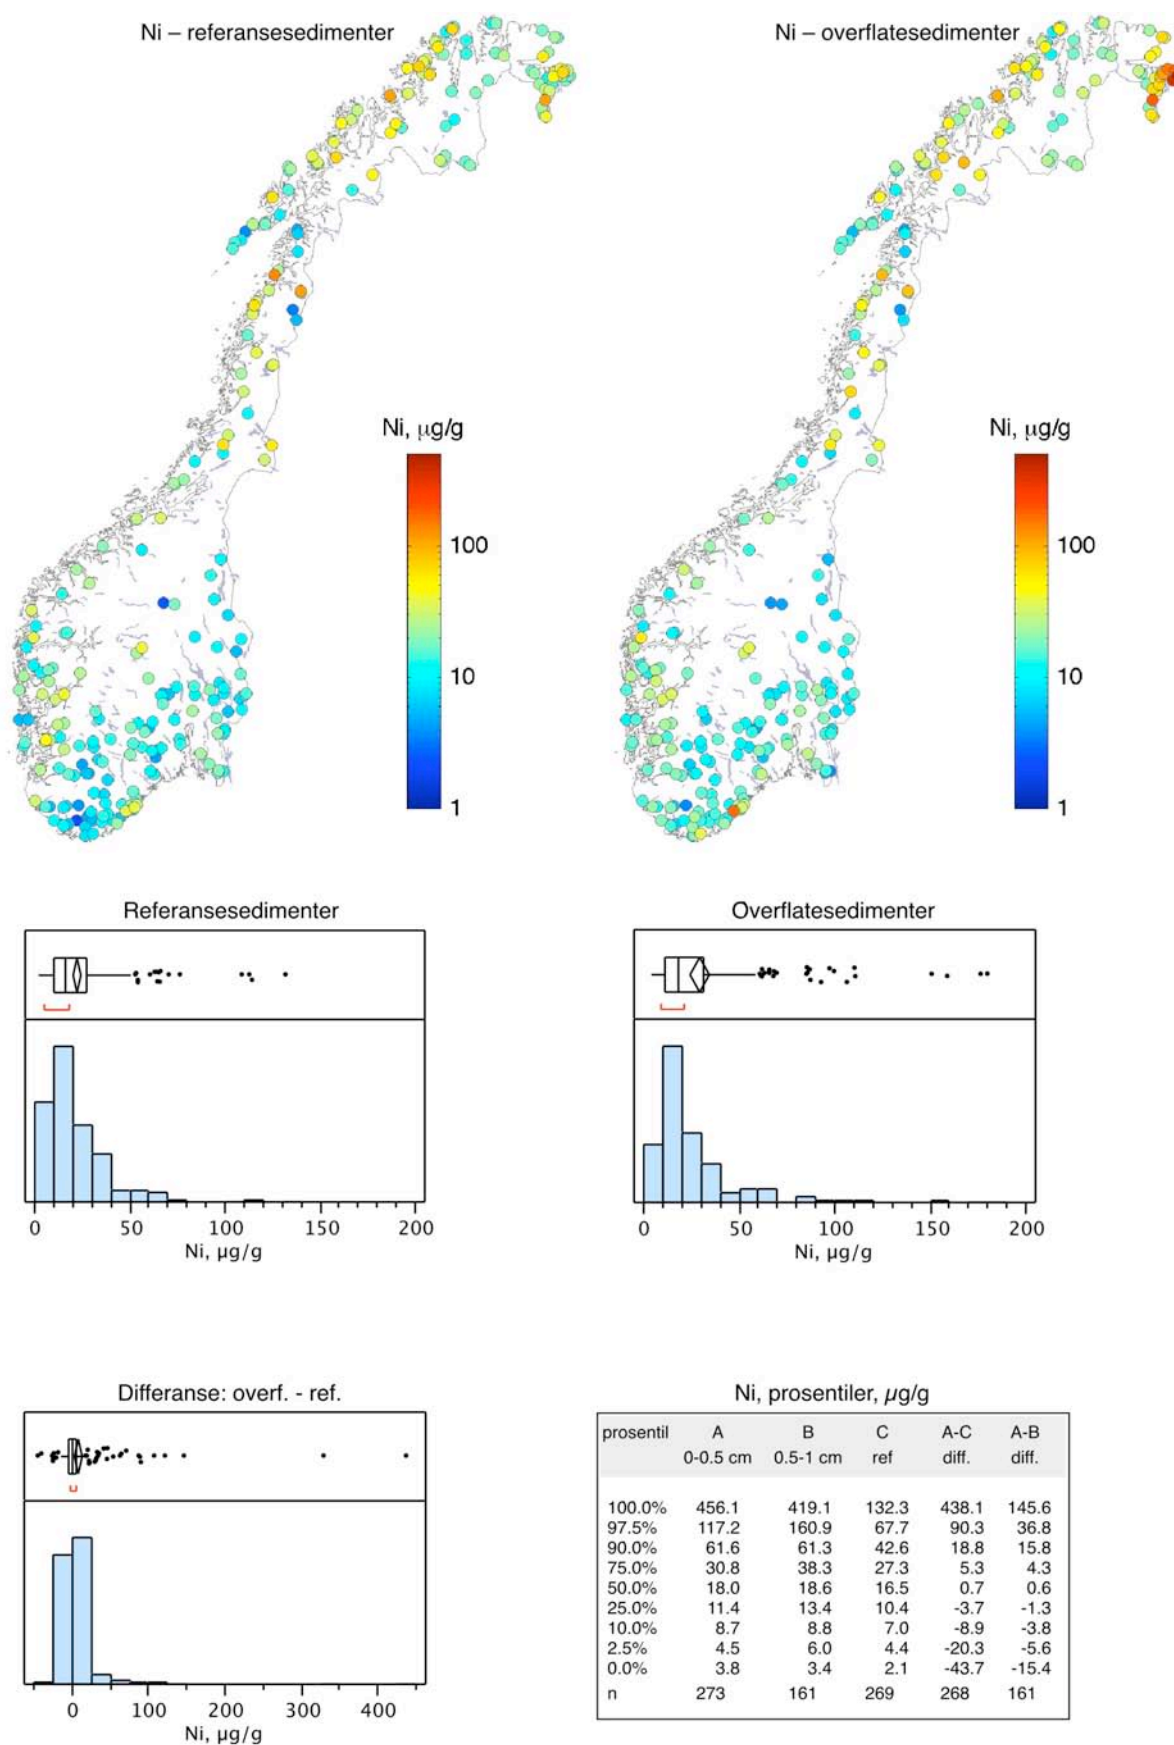 Ni – referansesedimenter
Ni – overflatesedimenter
Ni, μg/g
100
10
1
Ni, μg/g
100
10
1
Referansesedimenter
0 50 100 150 200
Ni, μg/g
Overflatesedimenter
0 50 100 150 200
Ni, μg/g
Differanse: overf. - ref.
0 100 200 300 400
Ni, μg/g
Ni, prosentiler, μg/g
prosentil A B C A-C A-B
0-0.5 cm 0.5-1 cm ref diff. diff.
100.0% 456.1 419.1 132.3 438.1 145.6
97.5% 117.2 160.9 67.7 90.3 36.8
90.0% 61.6 61.3 42.6 18.8 15.8
75.0% 30.8 38.3 27.3 5.3 4.3
50.0% 18.0 18.6 16.5 0.7 0.6
25.0% 11.4 13.4 10.4 -3.7 -1.3
10.0% 8.7 8.8 7.0 -8.9 -3.8
2.5% 4.5 6.0 4.4 -20.3 -5.6
0.0% 3.8 3.4 2.1 -43.7 -15.4
n 273 161 269 268 161